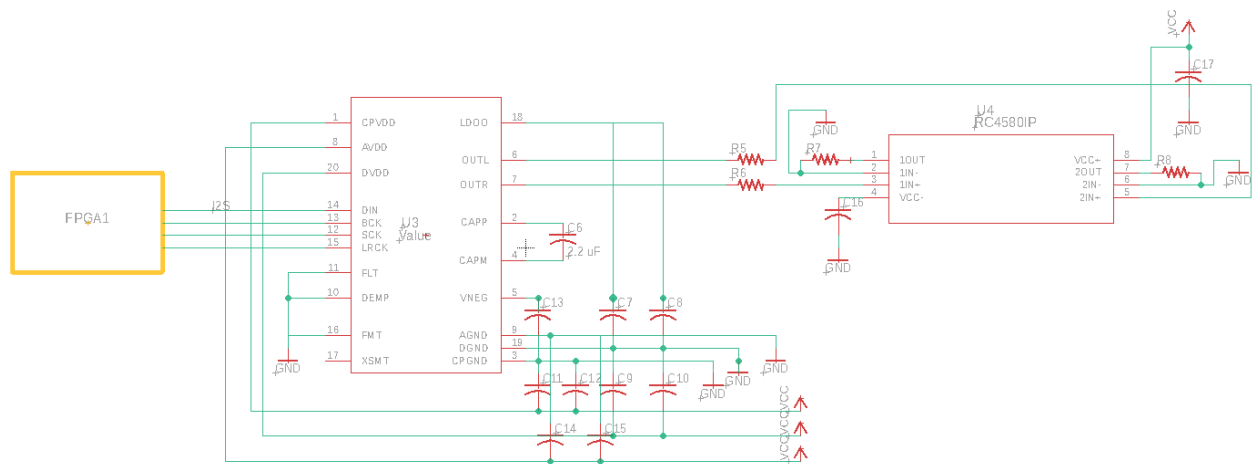 VCC
C17
U4
RC4580IP
GND
GND
R5
R7
R8
1 CPVDD LDOO 18
8 AVDD OUTL 6
20 DVDD OUTR 7
R6
1 1OUT VCC+ 8
2 1IN- 2OUT 7
3 1IN+ 2IN- 6
4 VCC- 2IN+ 5
GND
FPGA1
I2S
14 DIN
13 BCK
12 SCK
15 LRCK
U3
Value
CAPP 2
CAPM 4
C6
2.2 uF
C16
GND
11 FLT
10 DEMP VNEG 5
16 FMT AGND 9
DGND 19
17 XSMT CPGND 3
GND
C13
C7
C8
GND
GND
GND
C11
C12
C9
C10
VCC
VCC
VCC
C14
C15